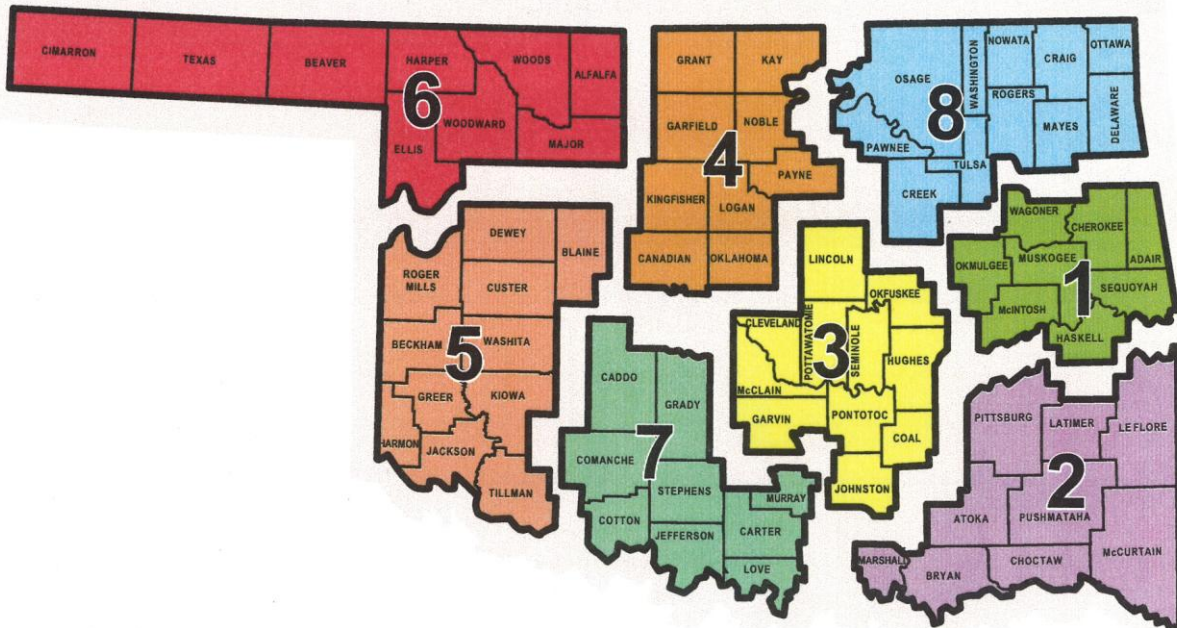 CIMARRON
TEXAS
BEAVER
HARPER
WOODS
ALFALFA
6
WOODWARD
ELLIS
MAJOR
GRANT
KAY
GARFIELD
NOBLE
4
PAYNE
KINGFISHER
LOGAN
CANADIAN
OKLAHOMA
OSAGE
WASHINGTON
NOWATA
CRAIG
OTTAWA
ROGERS
8
MAYES
DELAWARE
PAWNEE
TULSA
CREEK
WAGONER
CHEROKEE
OKMULGEE
MUSKOGEE
ADAIR
SEQUOYAH
1
McINTOSH
HASKELL
DEWEY
BLAINE
ROGER
MILLS
CUSTER
BECKHAM
5
WASHITA
GREER
KIOWA
HARMON
JACKSON
TILLMAN
LINCOLN
OKFUSKEE
CLEVELAND
POTTAWATOMIE
3
SEMINOLE
HUGHES
McCLAIN
GARVIN
PONTOTOC
COAL
JOHNSTON
CADDO
GRADY
7
COMANCHE
STEPHENS
MURRAY
COTTON
JEFFERSON
CARTER
LOVE
PITTSBURG
LATIMER
LEFLORE
2
ATOKA
PUSHMATAHA
McCURTAIN
MARSHALL
BRYAN
CHOCTAW